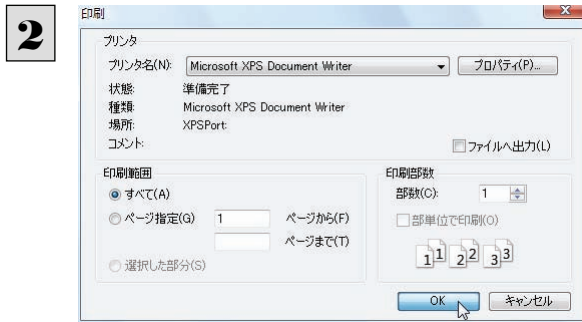 2
印刷
プリンタ
プリンタ名(N): Microsoft XPS Document Writer プロパティ(P)...
状態: 準備完了
種類: Microsoft XPS Document Writer
場所: XPSPort:
コメント: ファイルへ出力(L)
印刷範囲
すべて(A)
ページ指定(G) 1 ページから(F)
ページまで(T)
選択した部分(S)
印刷部数
部数(C): 1
部単位で印刷(O)
1 1 2 2 3 3
OK キャンセル